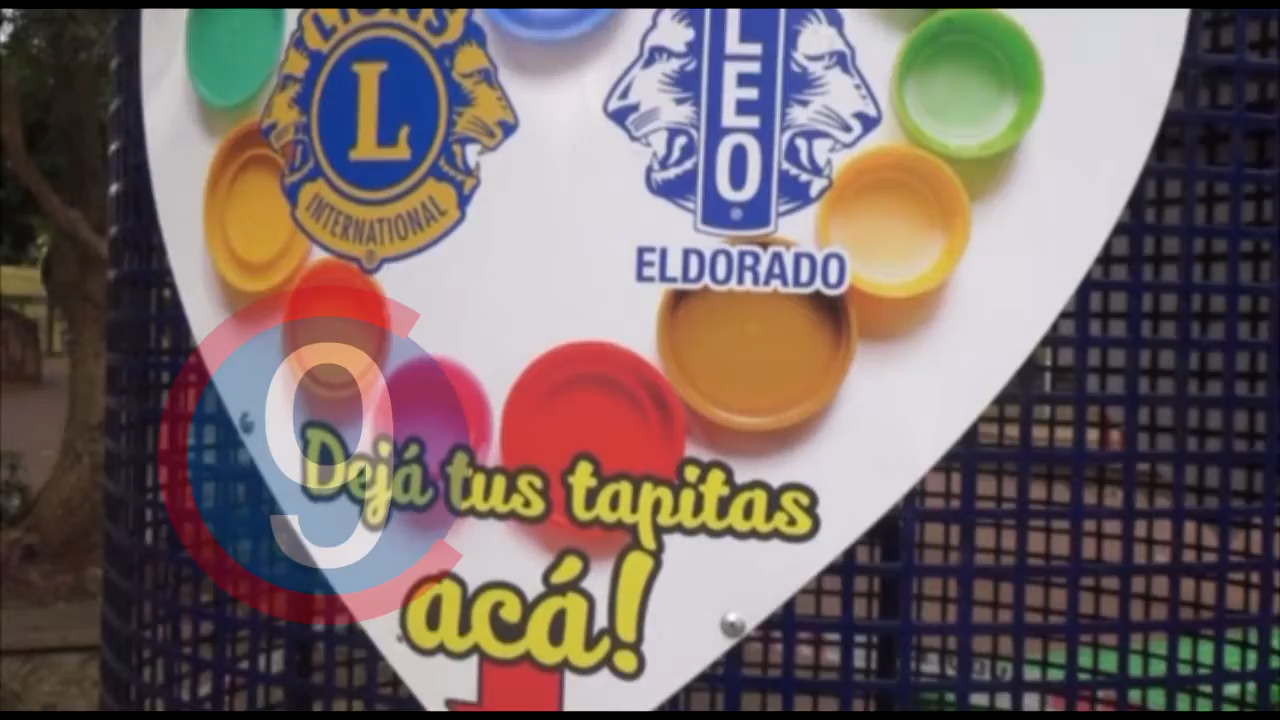 LIONS
L
INTERNATIONAL
®
LEO
®
ELDORADO
9
Dejá tus tapitas
acá!